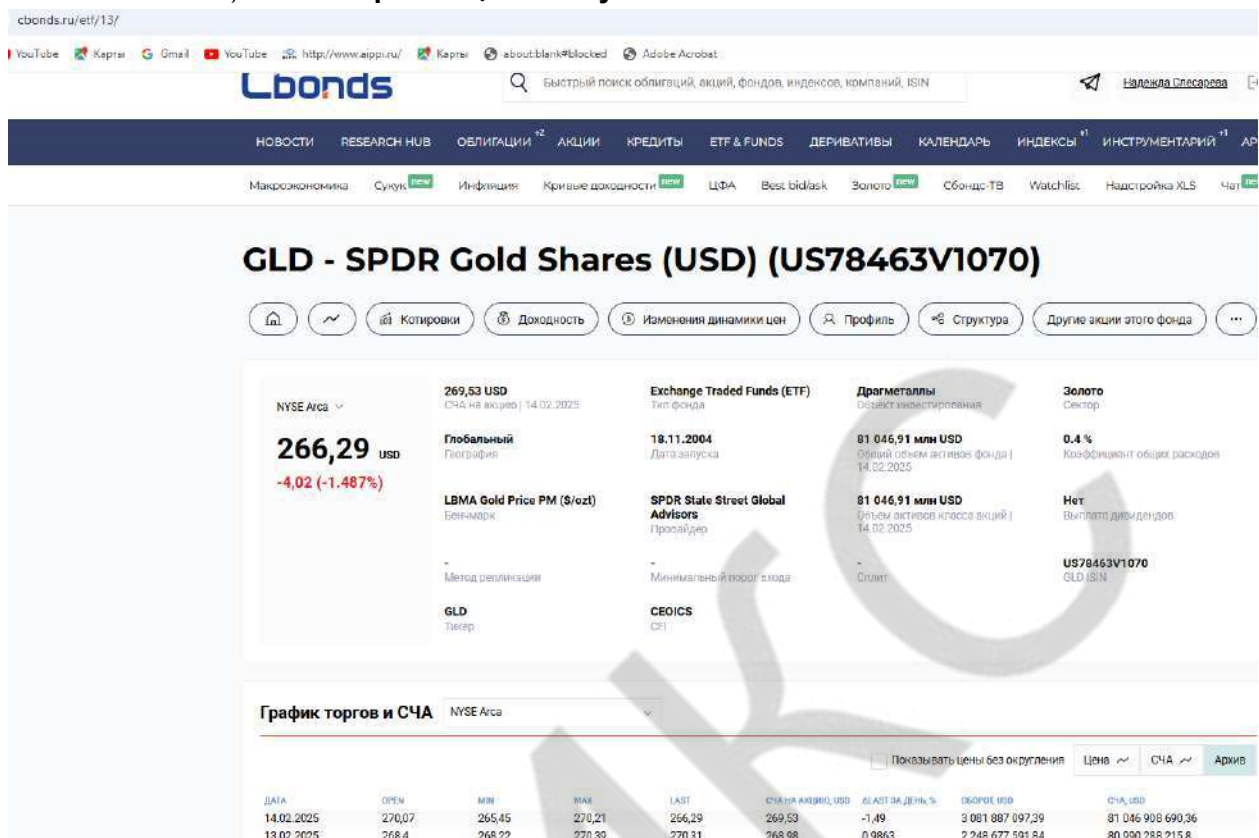 cbonds.ru/etf/13/
YouTube Карты Gmail YouTube http://www.aippi.ru/ Карты about:blank#blocked Adobe Acrobat
Cbonds Быстрый поиск облигаций, акций, фондов, индексов, компаний, ISIN Надежда Слесарева
НОВОСТИ RESEARCH HUB ОБЛИГАЦИИ +2 АКЦИИ КРЕДИТЫ ETF & FUNDS ДЕРИВАТИВЫ КАЛЕНДАРЬ ИНДЕКСЫ +1 ИНСТРУМЕНТАРИЙ +1 АР
Макроэкономика Сукук new Инфляция Кривые доходности new ЦФА Best bid/ask Золото new Сбондс-ТВ Watchlist Надстройка XLS Чат new
GLD - SPDR Gold Shares (USD) (US78463V1070)
Котировки Доходность Изменения динамики цен Профиль Структура Другие акции этого фонда ...
NYSE Arca
266,29 USD
-4,02 (-1.487%)
269,53 USD Exchange Traded Funds (ETF) Драгметаллы Золото
СЧА на акцию | 14.02.2025 Тип фонда Объект инвестирования Сектор
Глобальный 18.11.2004 81 046,91 млн USD 0.4 %
География Дата запуска Общий объем активов фонда | Коэффициент общих расходов
14.02.2025
LBMA Gold Price PM ($/ozt) SPDR State Street Global 81 046,91 млн USD Нет
Бенчмарк Advisors Объем активов класса акций | Выплата дивидендов
Провайдер 14.02.2025
- - - US78463V1070
Метод репликации Минимальный порог входа Сплит GLD ISIN
GLD CEOICS
Тикер CFI
График торгов и СЧА NYSE Arca
Показывать цены без округления Цена СЧА Архив
ДАТА OPEN MIN MAX LAST СЧА НА АКЦИЮ, USD ΔLAST ЗА ДЕНЬ, % ОБОРОТ, USD СЧА, USD
14.02.2025 270,07 265,45 270,21 266,29 269,53 -1,49 3 081 887 097,39 81 046 908 690,36
13.02.2025 268,4 268,22 270,39 270,31 268,98 0,9863 2 248 677 591,84 80 990 288 215,8